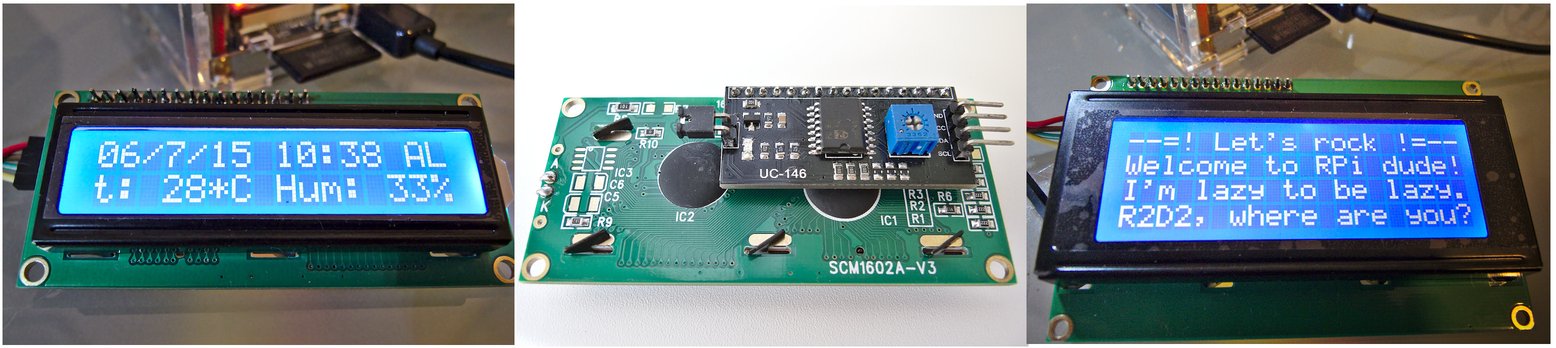 06/7/15 10:38 AL
t: 28*C Hum: 33%
R10
A
K
IC3
C6
C5
R9
IC2
UC-146
SCL
R3
R2
R1
R6
IC1
SCM1602A-V3
--=! Let's rock !=--
Welcome to RPi dude!
I'm lazy to be lazy.
R2D2, where are you?